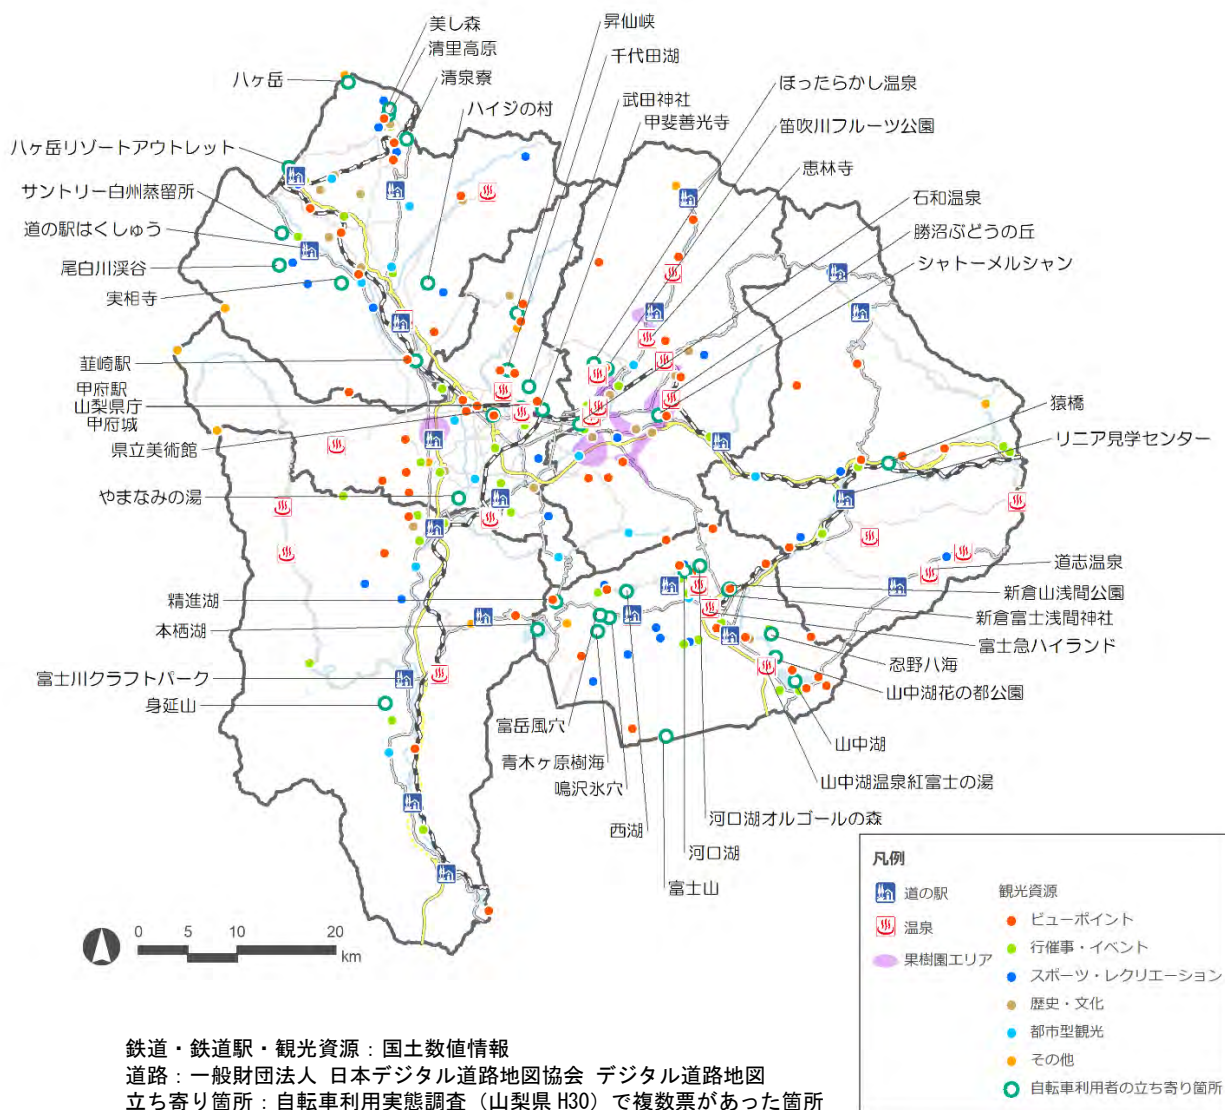 美し森
清里高原
清泉寮
ハイジの村
昇仙峡
千代田湖
武田神社
甲斐善光寺
ほったらかし温泉
笛吹川フルーツ公園
恵林寺
石和温泉
勝沼ぶどうの丘
シャトーメルシャン
八ヶ岳
八ヶ岳リゾートアウトレット
サントリー白州蒸留所
道の駅はくしゅう
尾白川渓谷
実相寺
韮崎駅
甲府駅
山梨県庁
甲府城
県立美術館
やまなみの湯
精進湖
本栖湖
富士川クラフトパーク
身延山
猿橋
リニア見学センター
道志温泉
新倉山浅間公園
新倉富士浅間神社
富士急ハイランド
忍野八海
山中湖花の都公園
山中湖
山中湖温泉紅富士の湯
富岳風穴
青木ヶ原樹海
鳴沢氷穴
西湖
河口湖オルゴールの森
河口湖
富士山
0 5 10 20
km
凡例
道の駅
温泉
果樹園エリア
観光資源
ビューポイント
行催事・イベント
スポーツ・レクリエーション
歴史・文化
都市型観光
その他
自転車利用者の立ち寄り箇所
鉄道・鉄道駅・観光資源：国土数値情報
道路：一般財団法人 日本デジタル道路地図協会 デジタル道路地図
立ち寄り箇所：自転車利用実態調査（山梨県 H30）で複数票があった箇所